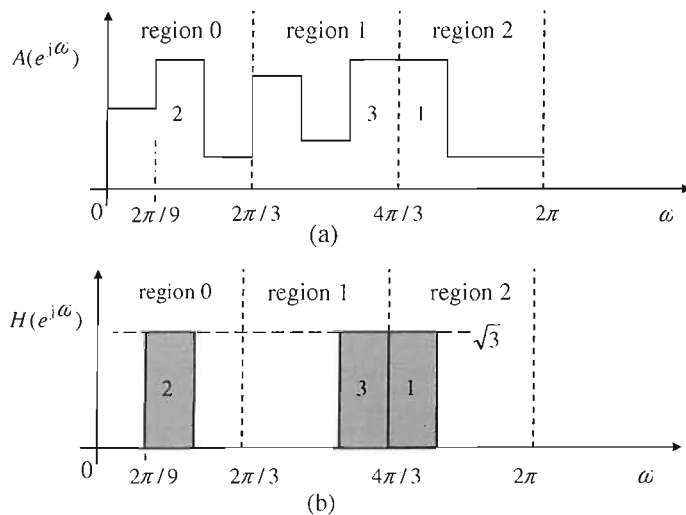 region 0 region 1 region 2
A(e^{jω})
2 3 1
0 2π/9 2π/3 4π/3 2π ω
(a)
region 0 region 1 region 2
H(e^{jω})
√3
2 3 1
0 2π/9 2π/3 4π/3 2π ω
(b)